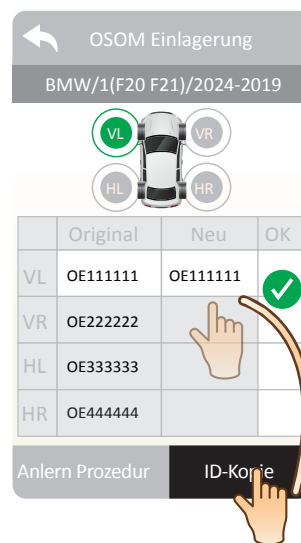 OSOM Einlagerung
BMW/1(F20 F21)/2024-2019
VL VR
HL HR
Original Neu OK
VL OE111111 OE111111
VR OE222222
HL OE333333
HR OE444444
Anlern Prozedur ID-Kopie